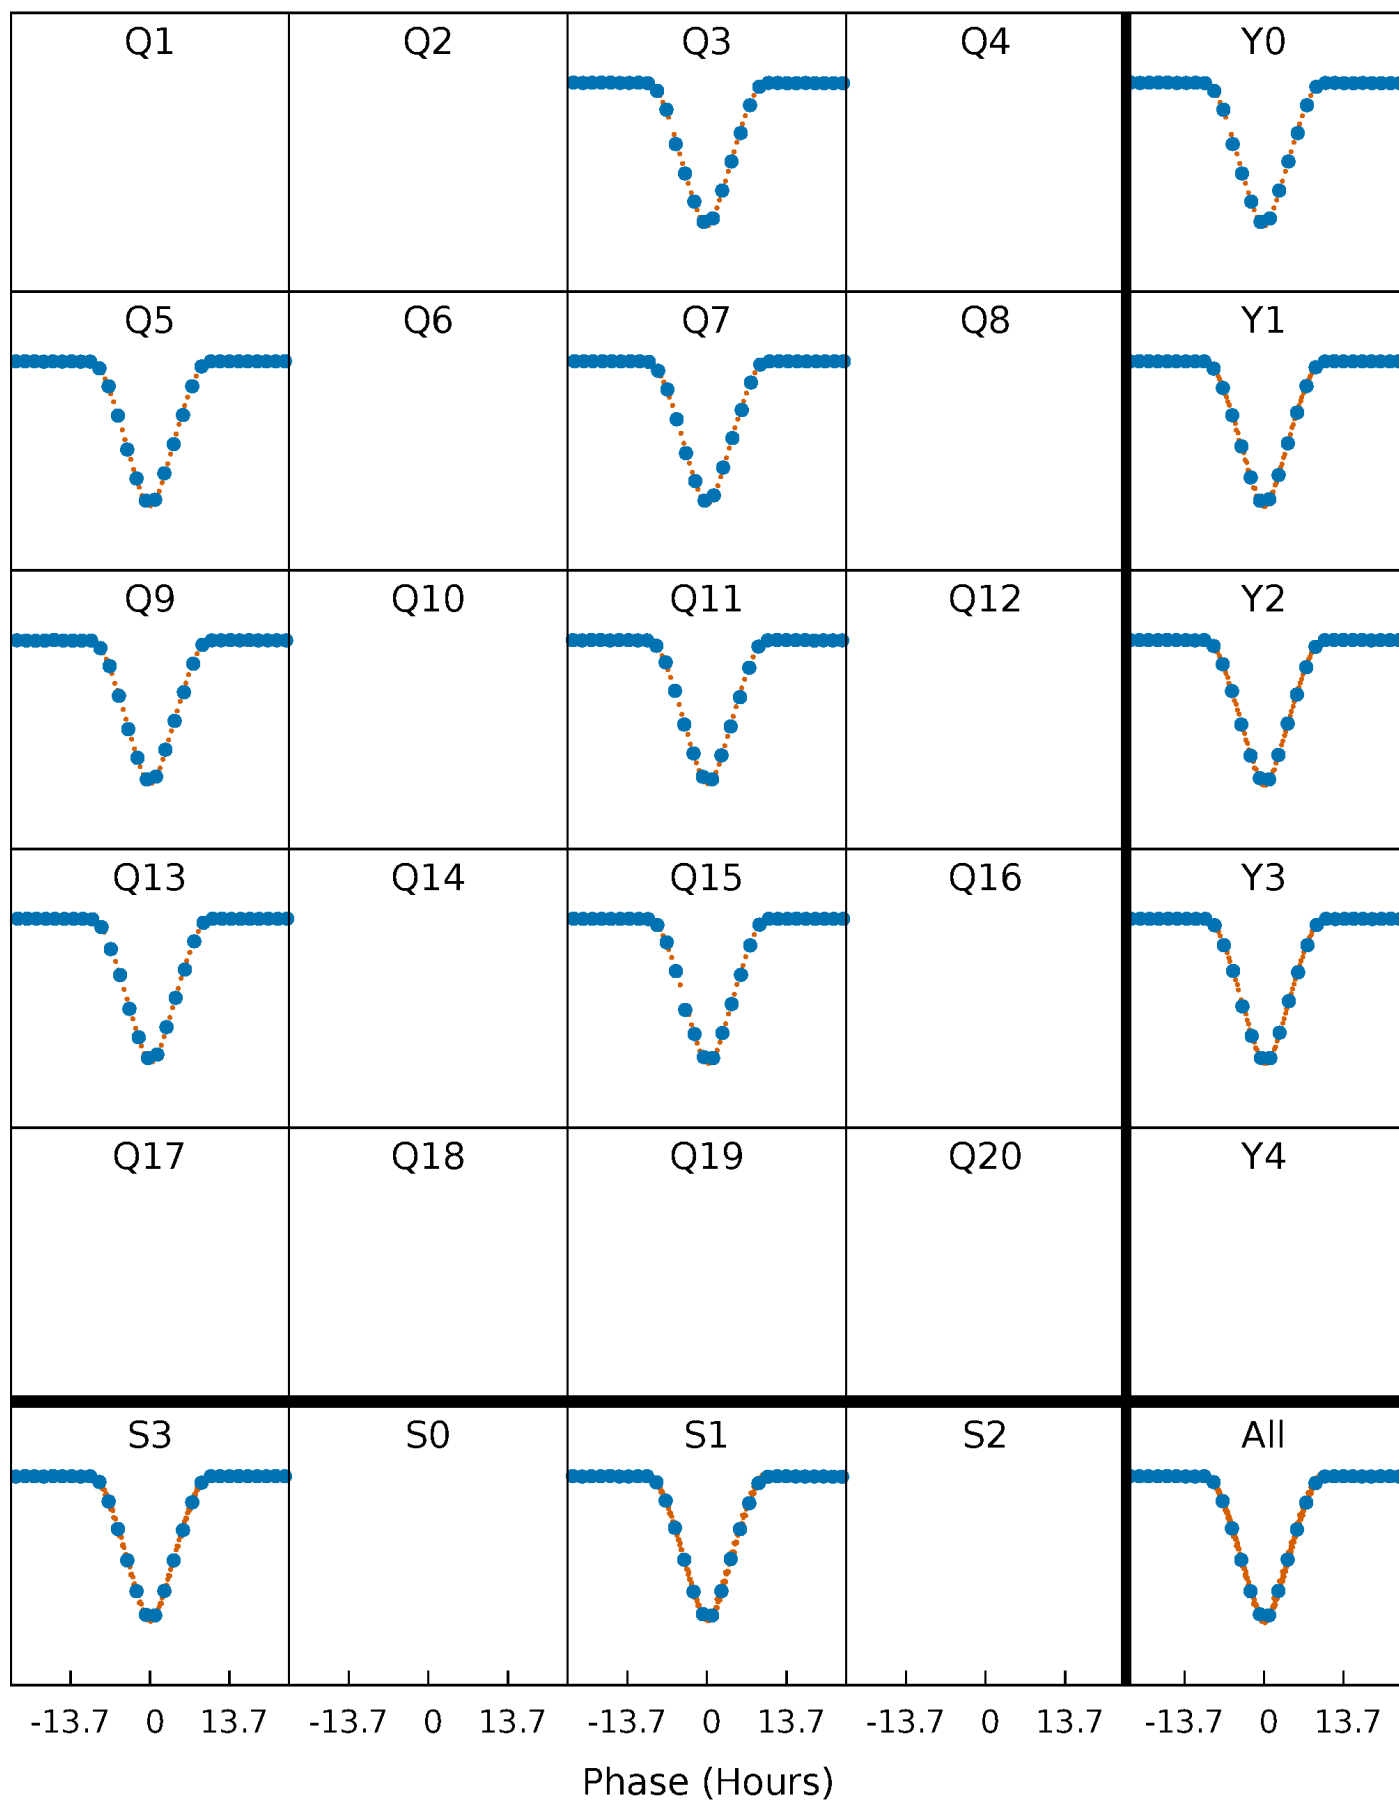 Q1 Q2 Q3 Q4 Y0
Q5 Q6 Q7 Q8 Y1
Q9 Q10 Q11 Q12 Y2
Q13 Q14 Q15 Q16 Y3
Q17 Q18 Q19 Q20 Y4
S3 S0 S1 S2 All
-13.7 0 13.7 -13.7 0 13.7 -13.7 0 13.7 -13.7 0 13.7 -13.7 0 13.7
Phase (Hours)